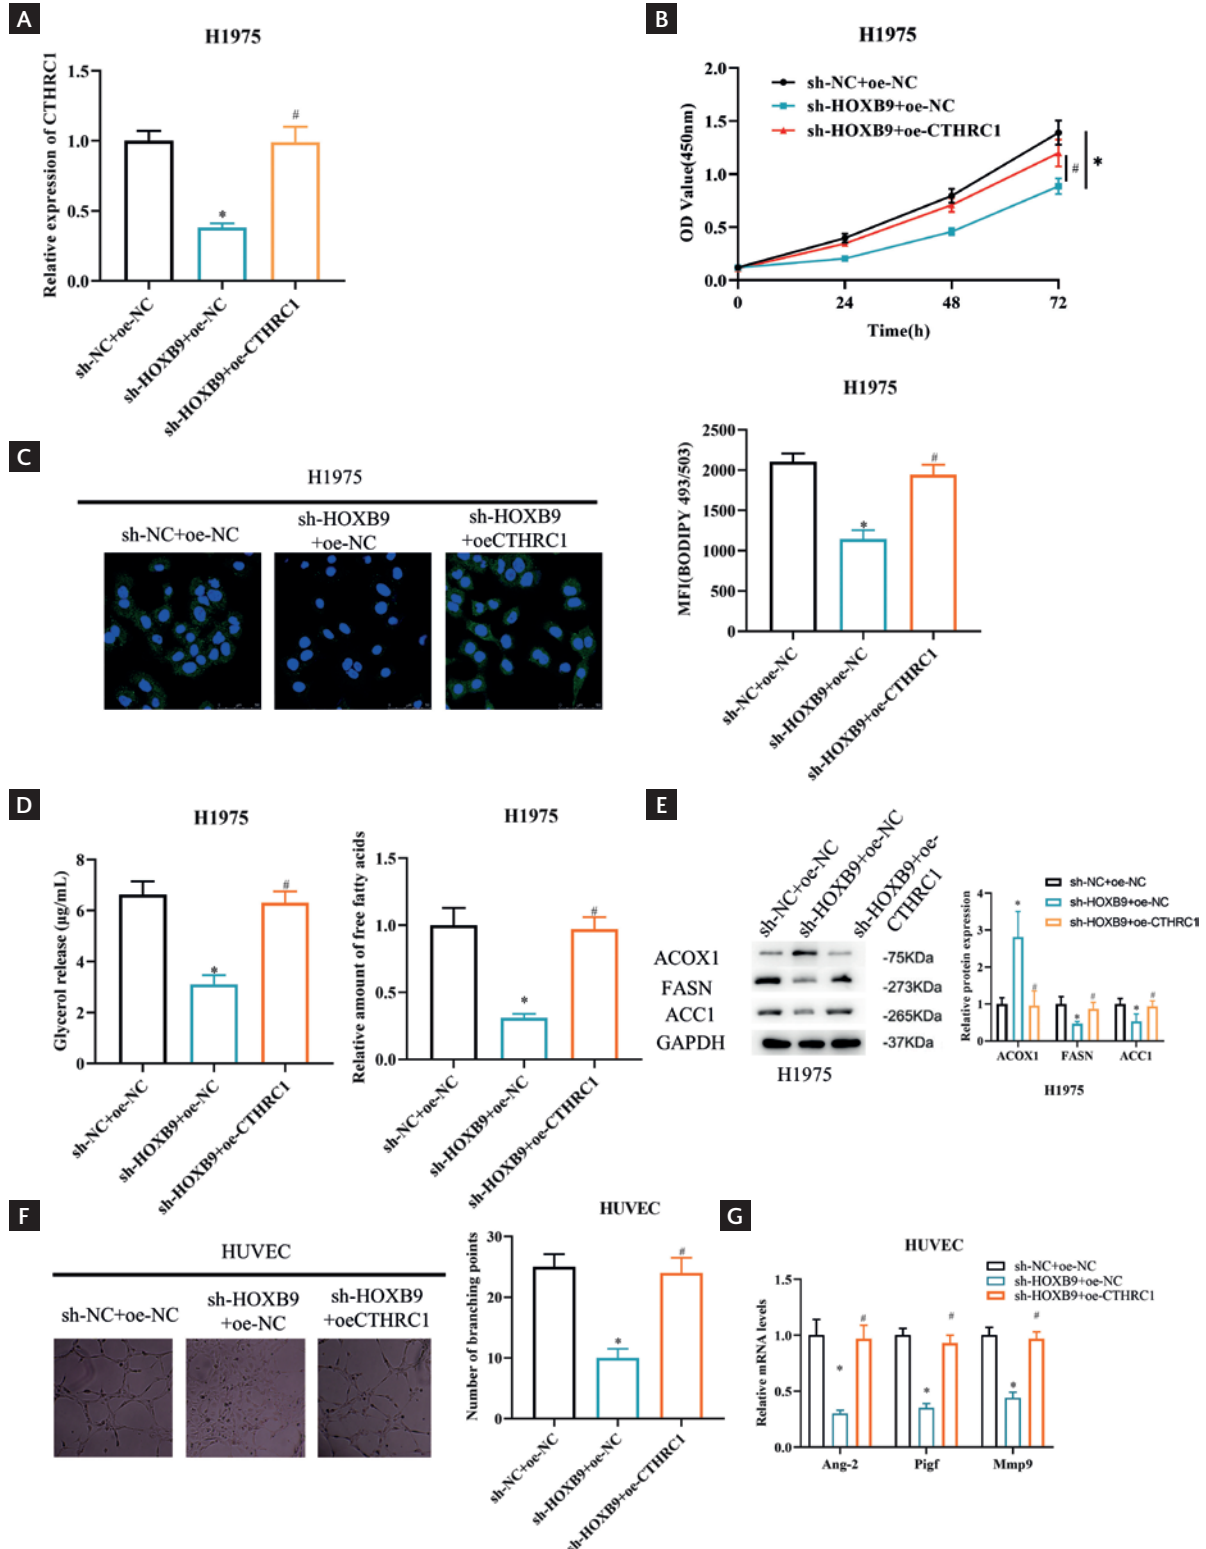 A
H1975
Relative expression of CTHRC1
1.5
1.0
0.5
0.0
*
#
sh-NC+oe-NC
sh-HOXB9+oe-NC
sh-HOXB9+oe-CTHRC1
B
H1975
OD Value(450nm)
2.0
1.5
1.0
0.5
0.0
sh-NC+oe-NC
sh-HOXB9+oe-NC
sh-HOXB9+oe-CTHRC1
#
*
0 24 48 72
Time(h)
C
H1975
sh-NC+oe-NC
sh-HOXB9
+oe-NC
sh-HOXB9
+oeCTHRC1
H1975
MFI(BODIPY 493/503)
2500
2000
1500
1000
500
0
*
#
sh-NC+oe-NC
sh-HOXB9+oe-NC
sh-HOXB9+oe-CTHRC1
D
H1975
Glycerol release (μg/mL)
8
6
4
2
0
*
#
sh-NC+oe-NC
sh-HOXB9+oe-NC
sh-HOXB9+oe-CTHRC1
H1975
Relative amount of free fatty acids
1.5
1.0
0.5
0.0
*
#
sh-NC+oe-NC
sh-HOXB9+oe-NC
sh-HOXB9+oe-CTHRC1
E
sh-NC+oe-NC
sh-HOXB9+oe-NC
sh-HOXB9+oe-
CTHRC1
ACOX1 -75KDa
FASN -273KDa
ACC1 -265KDa
GAPDH -37KDa
H1975
sh-NC+oe-NC
sh-HOXB9+oe-NC
sh-HOXB9+oe-CTHRC1
Relative protein expression
4
3
2
1
0
* # * # * #
ACOX1 FASN ACC1
H1975
F
HUVEC
sh-NC+oe-NC
sh-HOXB9
+oe-NC
sh-HOXB9
+oeCTHRC1
HUVEC
Number of branching points
30
20
10
0
*
#
sh-NC+oe-NC
sh-HOXB9+oe-NC
sh-HOXB9+oe-CTHRC1
G
HUVEC
sh-NC+oe-NC
sh-HOXB9+oe-NC
sh-HOXB9+oe-CTHRC1
Relative mRNA levels
1.5
1.0
0.5
0.0
* # * # * #
Ang-2 Pigf Mmp9